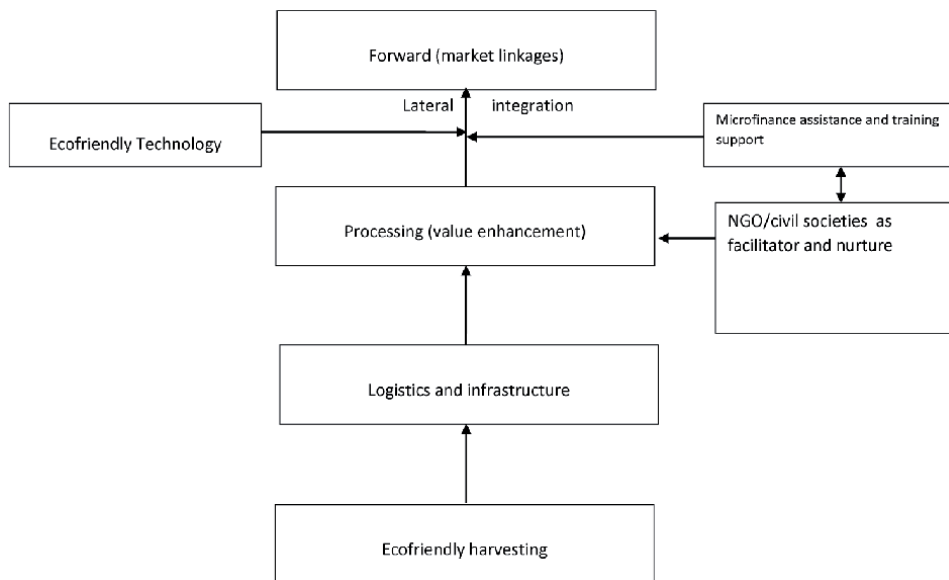 Forward (market linkages)
Lateral integration
Ecofriendly Technology
Microfinance assistance and training
support
Processing (value enhancement)
NGO/civil societies as
facilitator and nurture
Logistics and infrastructure
Ecofriendly harvesting